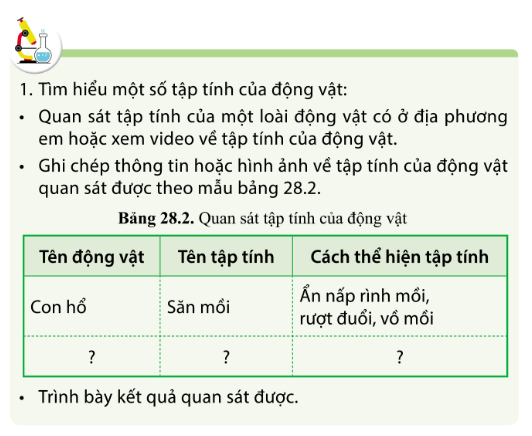 1. Tìm hiểu một số tập tính của động vật:
• Quan sát tập tính của một loài động vật có ở địa phương
em hoặc xem video về tập tính của động vật.
• Ghi chép thông tin hoặc hình ảnh về tập tính của động vật
quan sát được theo mẫu bảng 28.2.
Bảng 28.2. Quan sát tập tính của động vật
Tên động vật Tên tập tính Cách thể hiện tập tính
Con hổ Săn mồi Ẩn nấp rình mồi,
rượt đuổi, vồ mồi
? ? ?
• Trình bày kết quả quan sát được.